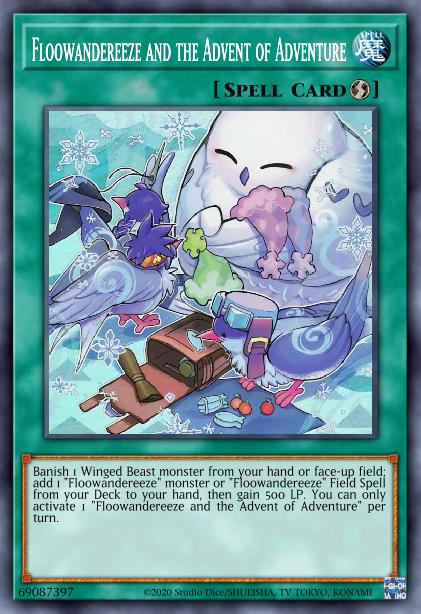 Floowandereeze and the Advent of Adventure
SPELL
魔
[Spell Card]
Banish 1 Winged Beast monster from your hand or face-up field;
add 1 "Floowandereeze" monster or "Floowandereeze" Field Spell
from your Deck to your hand, then gain 500 LP. You can only
activate 1 "Floowandereeze and the Advent of Adventure" per
turn.
69087397
©2020 Studio Dice/SHUEISHA, TV TOKYO, KONAMI